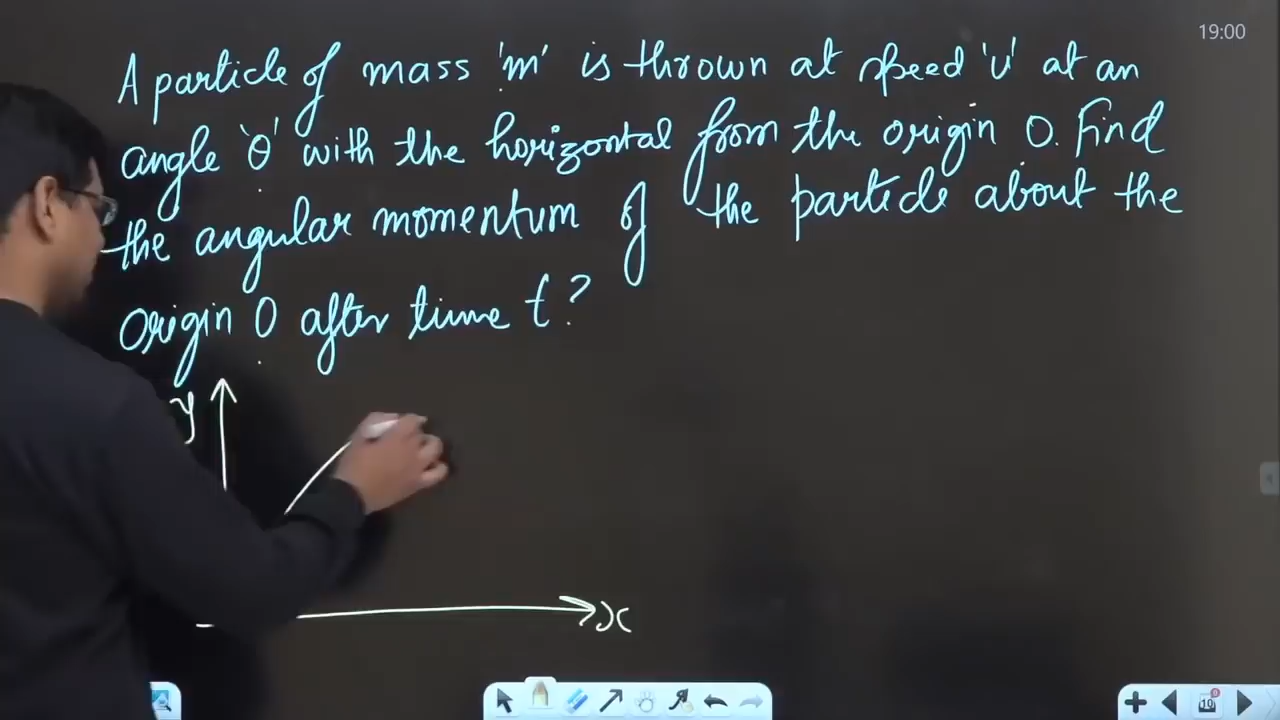 19:00
A particle of mass 'm' is thrown at speed 'v' at an
angle 'θ' with the horizontal from the origin O. Find
the angular momentum of the particle about the
origin O after time t?
y
x
10